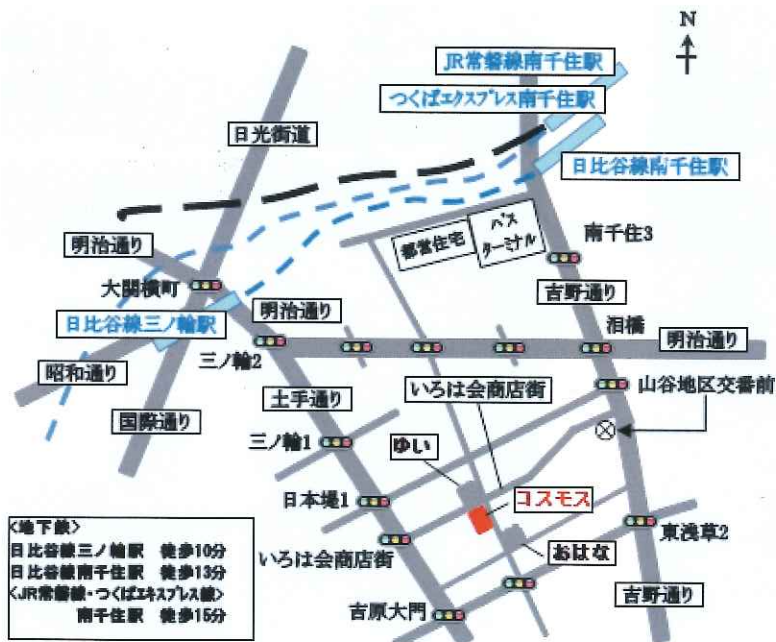 N
JR常磐線南千住駅
つくばエクスプレス南千住駅
日光街道
日比谷線南千住駅
明治通り
都営住宅
バス
ターミナル
南千住3
大関横町
吉野通り
明治通り
日比谷線三ノ輪駅
泪橋
明治通り
三ノ輪2
昭和通り
いろは会商店街
山谷地区交番前
土手通り
国際通り
三ノ輪1
ゆい
日本堤1
コスモス
<地下鉄>
日比谷線三ノ輪駅 徒歩10分
日比谷線南千住駅 徒歩13分
<JR常磐線・つくばエキスプレス線>
南千住駅 徒歩15分
いろは会商店街
おはな
東浅草2
吉野通り
吉原大門